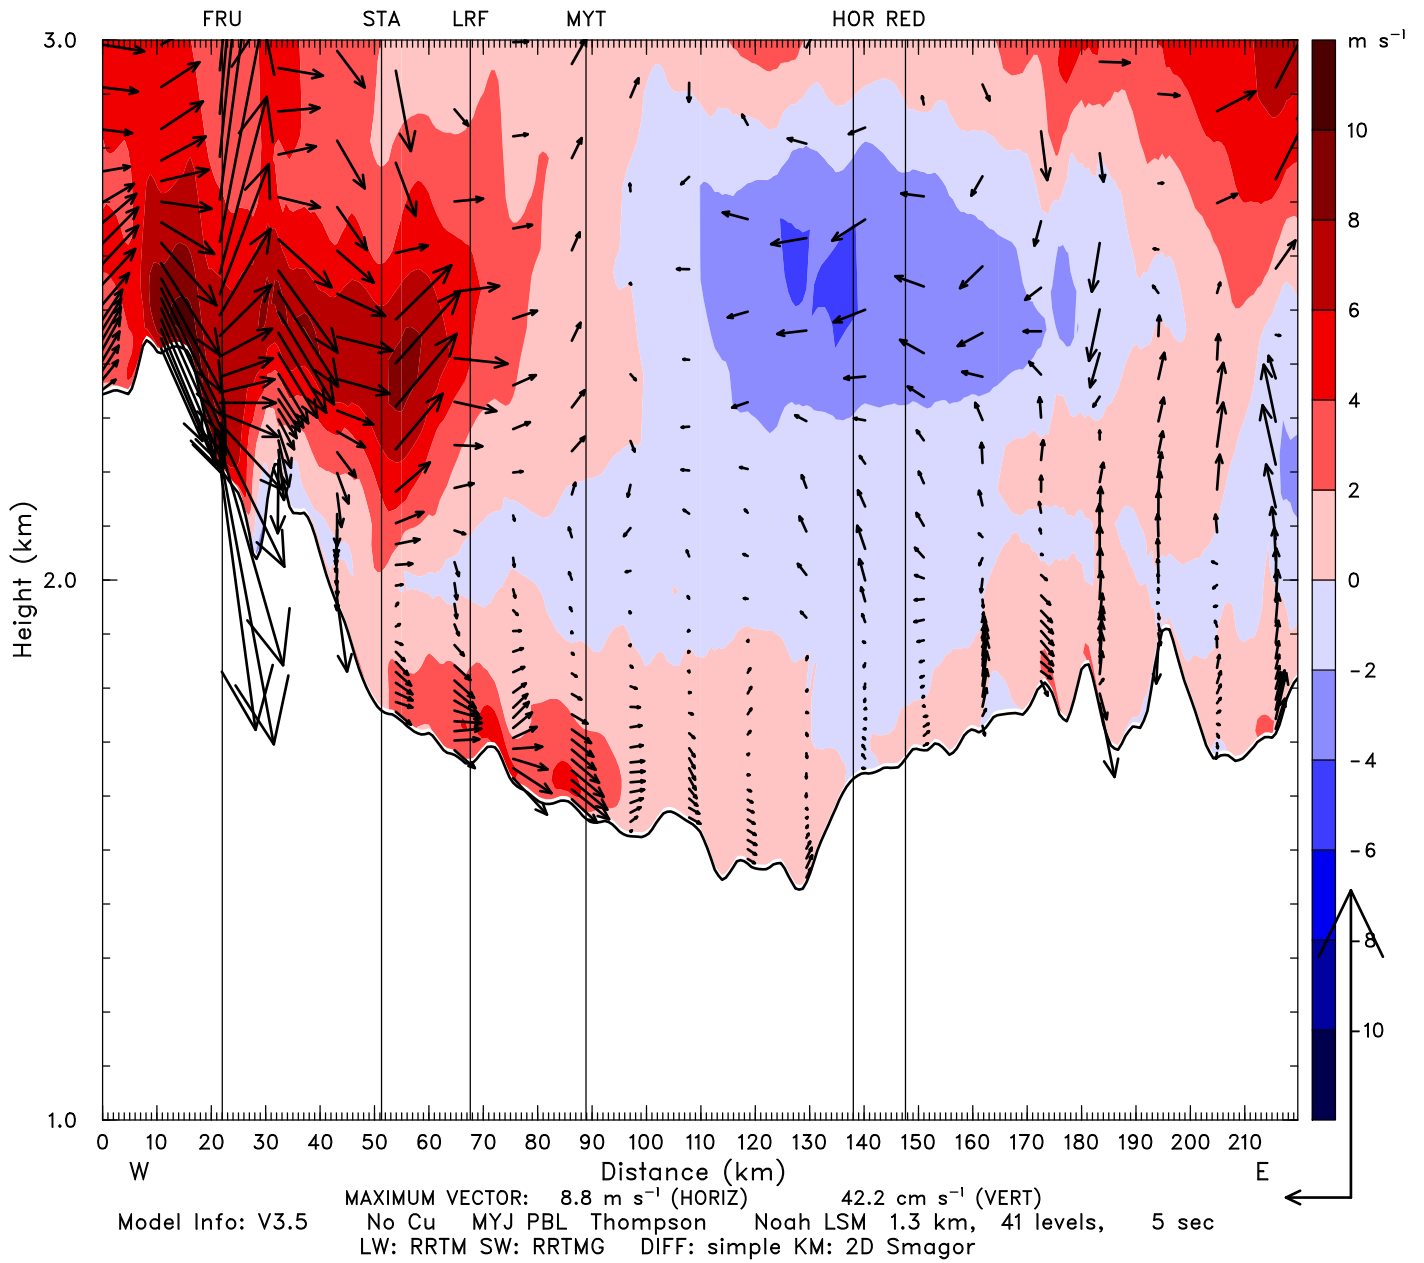 FRU STA LRF MYT HOR RED
3.0
m s⁻¹
10
8
6
4
2
0
-2
-4
-6
-8
-10
Height (km)
2.0
1.0
0 10 20 30 40 50 60 70 80 90 100 110 120 130 140 150 160 170 180 190 200 210
W Distance (km) E
MAXIMUM VECTOR: 8.8 m s⁻¹ (HORIZ) 42.2 cm s⁻¹ (VERT)
Model Info: V3.5 No Cu MYJ PBL Thompson Noah LSM 1.3 km, 41 levels, 5 sec
LW: RRTM SW: RRTMG DIFF: simple KM: 2D Smagor